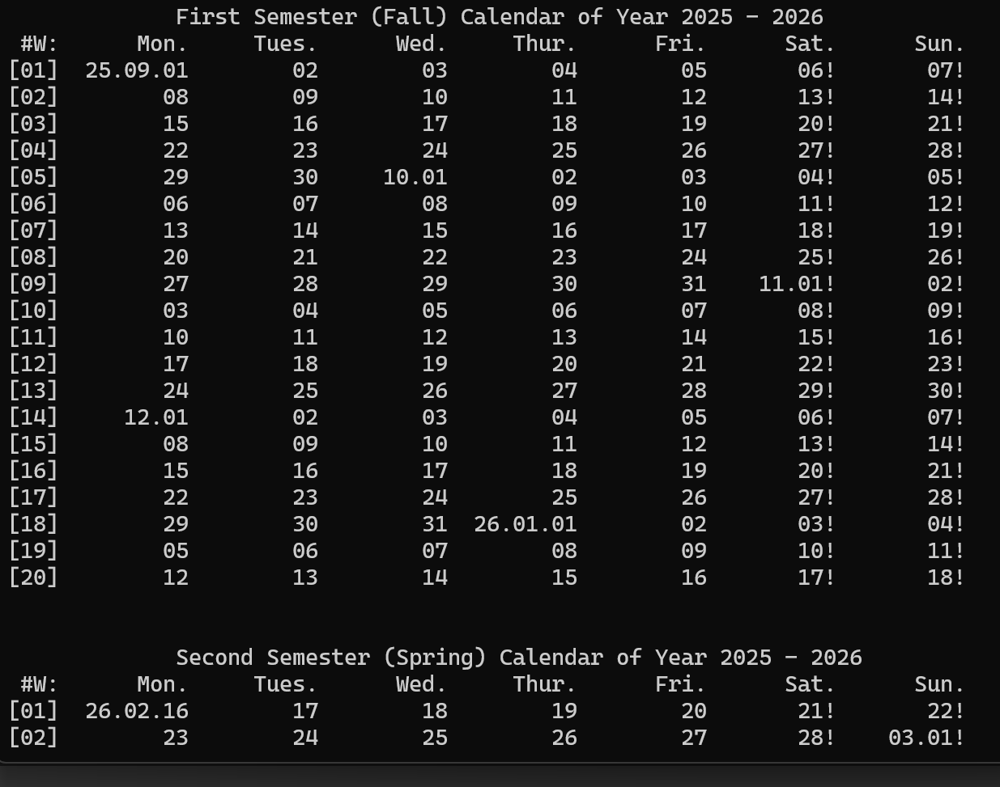 First Semester (Fall) Calendar of Year 2025 - 2026
#W: Mon. Tues. Wed. Thur. Fri. Sat. Sun.
[01] 25.09.01 02 03 04 05 06! 07!
[02] 08 09 10 11 12 13! 14!
[03] 15 16 17 18 19 20! 21!
[04] 22 23 24 25 26 27! 28!
[05] 29 30 10.01 02 03 04! 05!
[06] 06 07 08 09 10 11! 12!
[07] 13 14 15 16 17 18! 19!
[08] 20 21 22 23 24 25! 26!
[09] 27 28 29 30 31 11.01! 02!
[10] 03 04 05 06 07 08! 09!
[11] 10 11 12 13 14 15! 16!
[12] 17 18 19 20 21 22! 23!
[13] 24 25 26 27 28 29! 30!
[14] 12.01 02 03 04 05 06! 07!
[15] 08 09 10 11 12 13! 14!
[16] 15 16 17 18 19 20! 21!
[17] 22 23 24 25 26 27! 28!
[18] 29 30 31 26.01.01 02 03! 04!
[19] 05 06 07 08 09 10! 11!
[20] 12 13 14 15 16 17! 18!
Second Semester (Spring) Calendar of Year 2025 - 2026
#W: Mon. Tues. Wed. Thur. Fri. Sat. Sun.
[01] 26.02.16 17 18 19 20 21! 22!
[02] 23 24 25 26 27 28! 03.01!